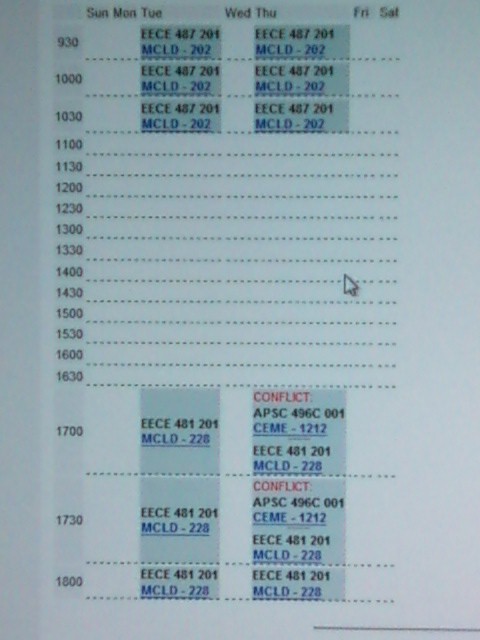 Sun Mon Tue Wed Thu Fri Sat
930 EECE 487 201 EECE 487 201
MCLD - 202 MCLD - 202
1000 EECE 487 201 EECE 487 201
MCLD - 202 MCLD - 202
1030 EECE 487 201 EECE 487 201
MCLD - 202 MCLD - 202
1100
1130
1200
1230
1300
1330
1400
1430
1500
1530
1600
1630
1700
EECE 481 201
MCLD - 228
CONFLICT:
APSC 496C 001
CEME - 1212
EECE 481 201
MCLD - 228
1730
EECE 481 201
MCLD - 228
CONFLICT:
APSC 496C 001
CEME - 1212
EECE 481 201
MCLD - 228
1800 EECE 481 201 EECE 481 201
MCLD - 228 MCLD - 228